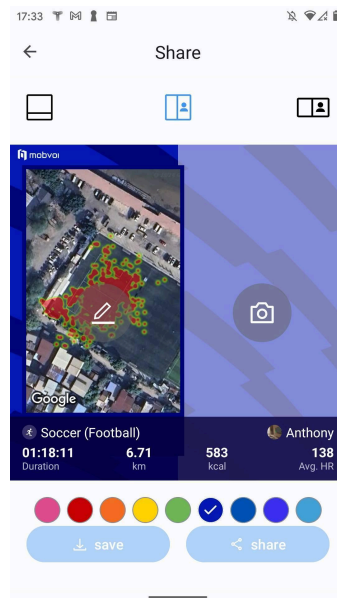 17:33
Share
mobvoi
Google
Soccer (Football)
Anthony
01:18:11
6.71
583
138
Duration
km
kcal
Avg. HR
save
share